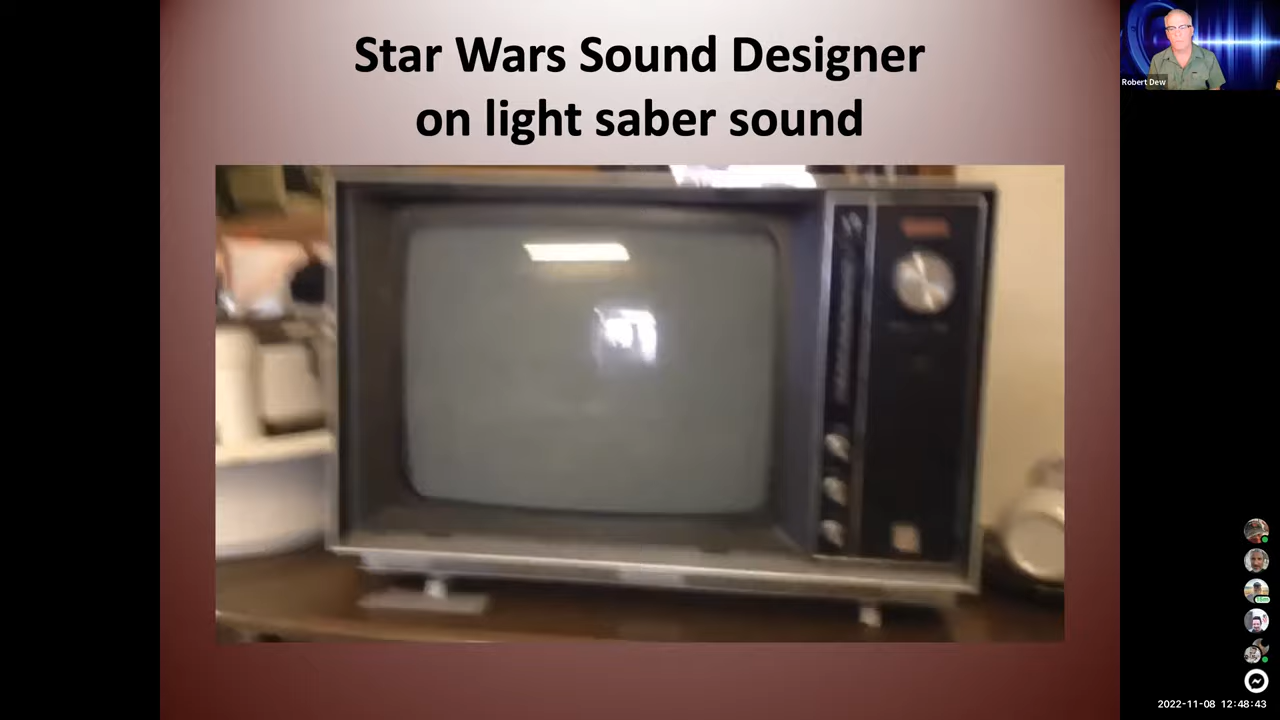 Star Wars Sound Designer
on light saber sound
Robert Dew
2022-11-08 12:48:43